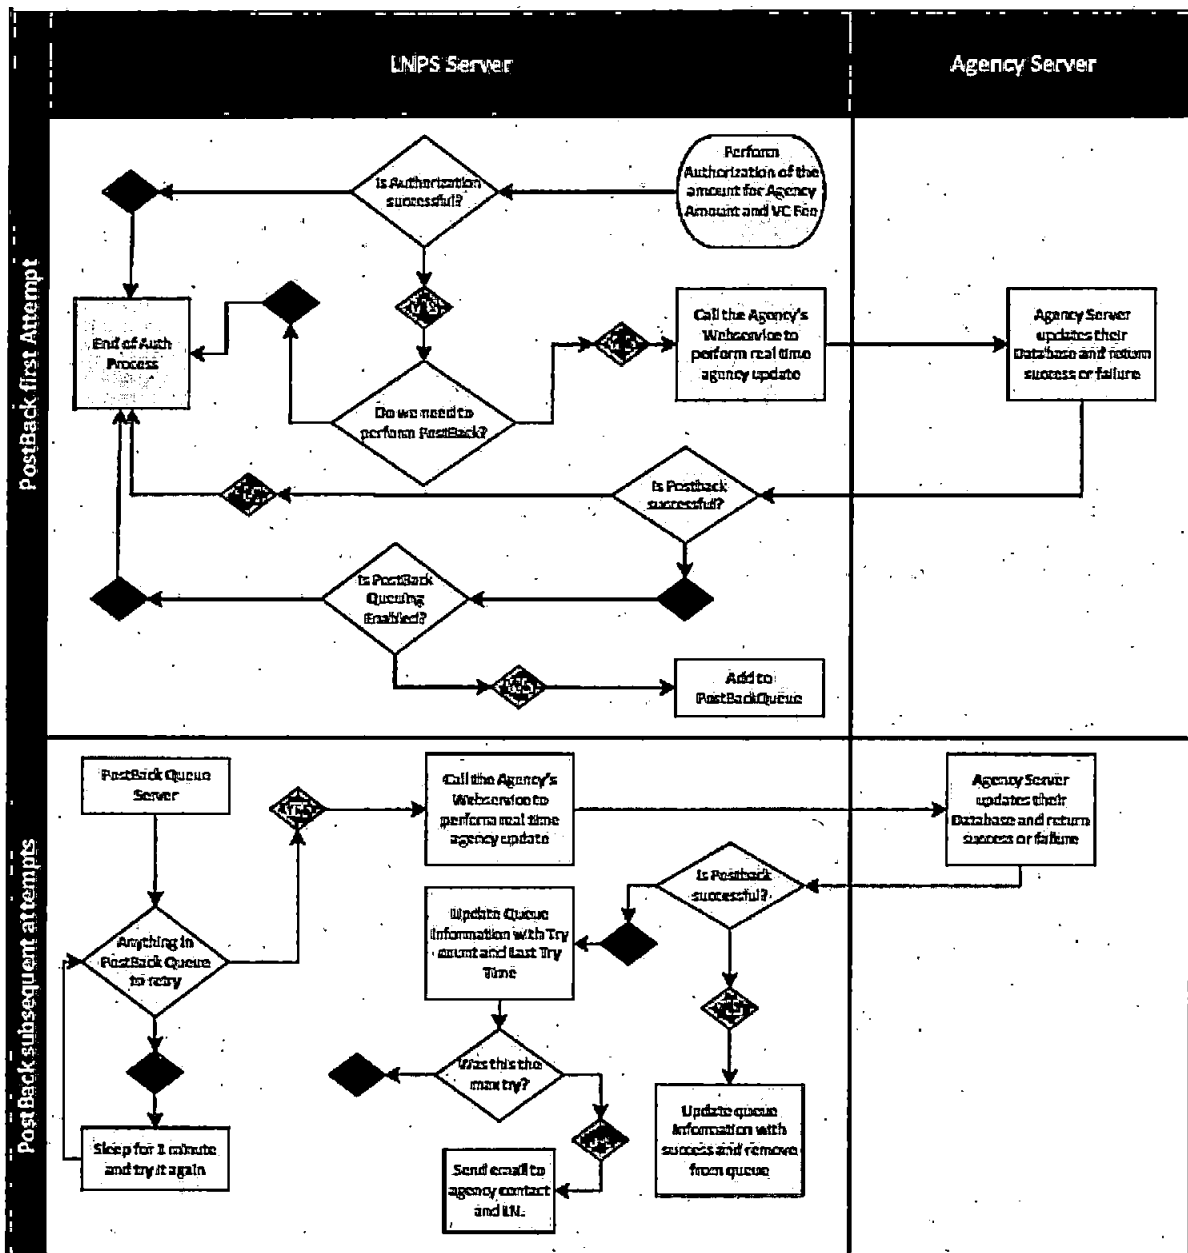 LNPS Server
Agency Server
PostBack first Attempt
Perform
Authorization of the
amount for Agency
Amount and VC Fee
Is Authorization
successful?
YES
End of Auth
Process
Do we need to
perform PostBack?
Call the Agency's
Webservice to
perform real time
agency update
Agency Server
updates their
Database and return
success or failure
Is Postback
successful?
Is PostBack
Queuing
Enabled?
Add to
PostBackQueue
PostBack subsequent attempts
PostBack Queue
Server
YES
Call the Agency's
Webservice to
perform real time
agency update
Agency Server
updates their
Database and return
success or failure
Is Postback
successful?
Anything in
PostBack Queue
to retry
Update Queue
Information with Try
count and Last Try
Time
YES
Was this the
max try?
Sleep for 1 minute
and try it again
Send email to
agency contact
and LN.
Update queue
Information with
success and remove
from queue